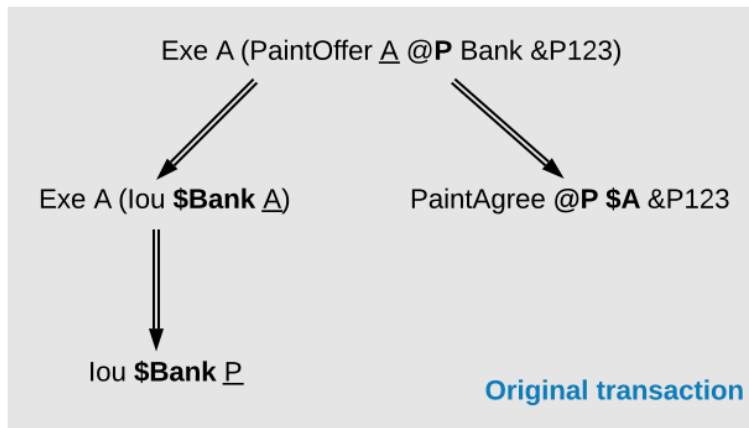 Exe A (PaintOffer A @P Bank &P123)
Exe A (Iou $Bank A)
PaintAgree @P $A &P123
Iou $Bank P
Original transaction